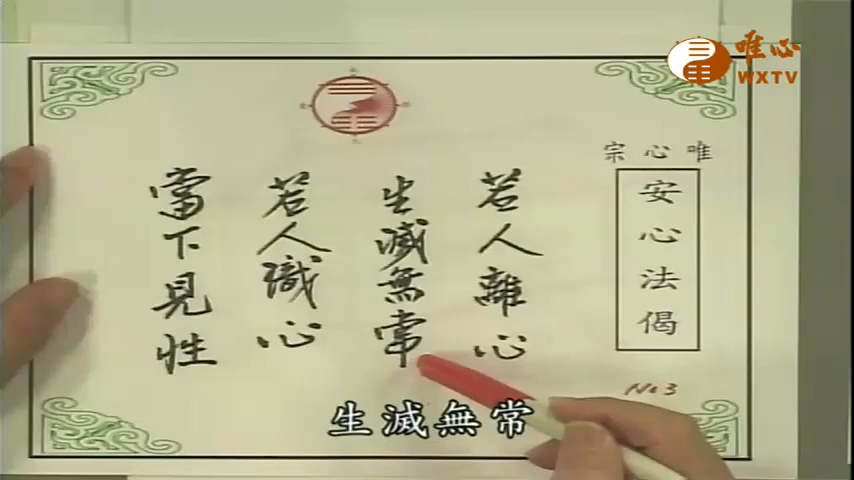 唯心
WXTV
唯心宗
安心法偈
No3
若人離心
生滅無常
若人識心
當下見性
生滅無常